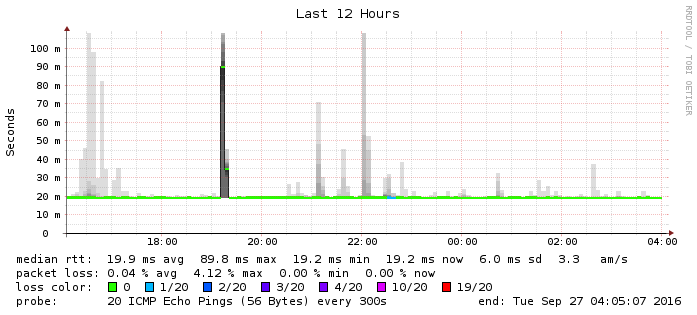 Last 12 Hours
RRDTOOL / TOBI OETIKER
Seconds
100 m
90 m
80 m
70 m
60 m
50 m
40 m
30 m
20 m
10 m
0
18:00 20:00 22:00 00:00 02:00 04:00
median rtt: 19.9 ms avg 89.8 ms max 19.2 ms min 19.2 ms now 6.0 ms sd 3.3 am/s
packet loss: 0.04 % avg 4.12 % max 0.00 % min 0.00 % now
loss color: 0 1/20 2/20 3/20 4/20 10/20 19/20
probe: 20 ICMP Echo Pings (56 Bytes) every 300s end: Tue Sep 27 04:05:07 2016